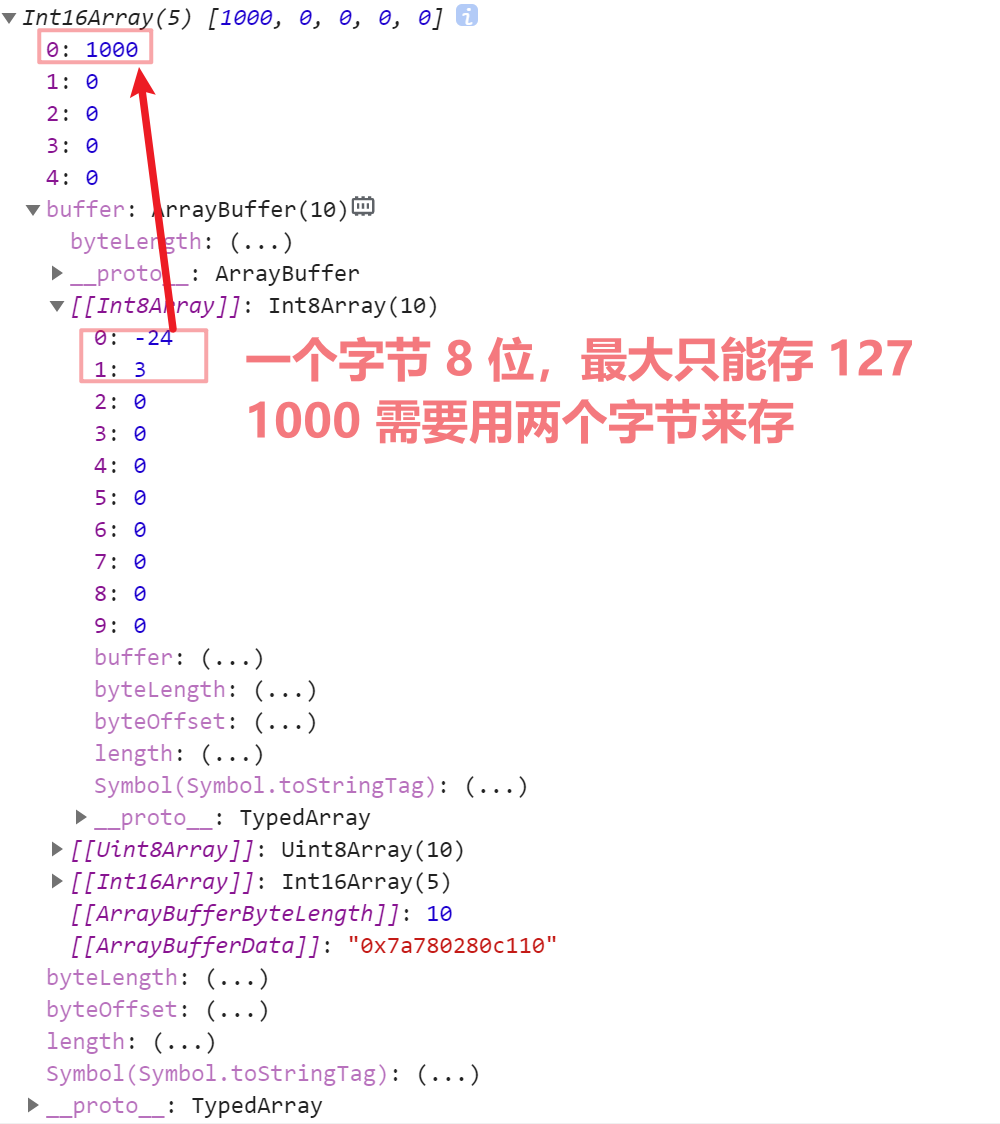 Int16Array(5) [1000, 0, 0, 0, 0] i
0: 1000
1: 0
2: 0
3: 0
4: 0
buffer: ArrayBuffer(10)
byteLength: (...)
__proto__: ArrayBuffer
[[Int8Array]]: Int8Array(10)
0: -24
1: 3
一个字节 8 位，最大只能存 127
2: 0
1000 需要用两个字节来存
3: 0
4: 0
5: 0
6: 0
7: 0
8: 0
9: 0
buffer: (...)
byteLength: (...)
byteOffset: (...)
length: (...)
Symbol(Symbol.toStringTag): (...)
__proto__: TypedArray
[[Uint8Array]]: Uint8Array(10)
[[Int16Array]]: Int16Array(5)
[[ArrayBufferByteLength]]: 10
[[ArrayBufferData]]: "0x7a780280c110"
byteLength: (...)
byteOffset: (...)
length: (...)
Symbol(Symbol.toStringTag): (...)
__proto__: TypedArray